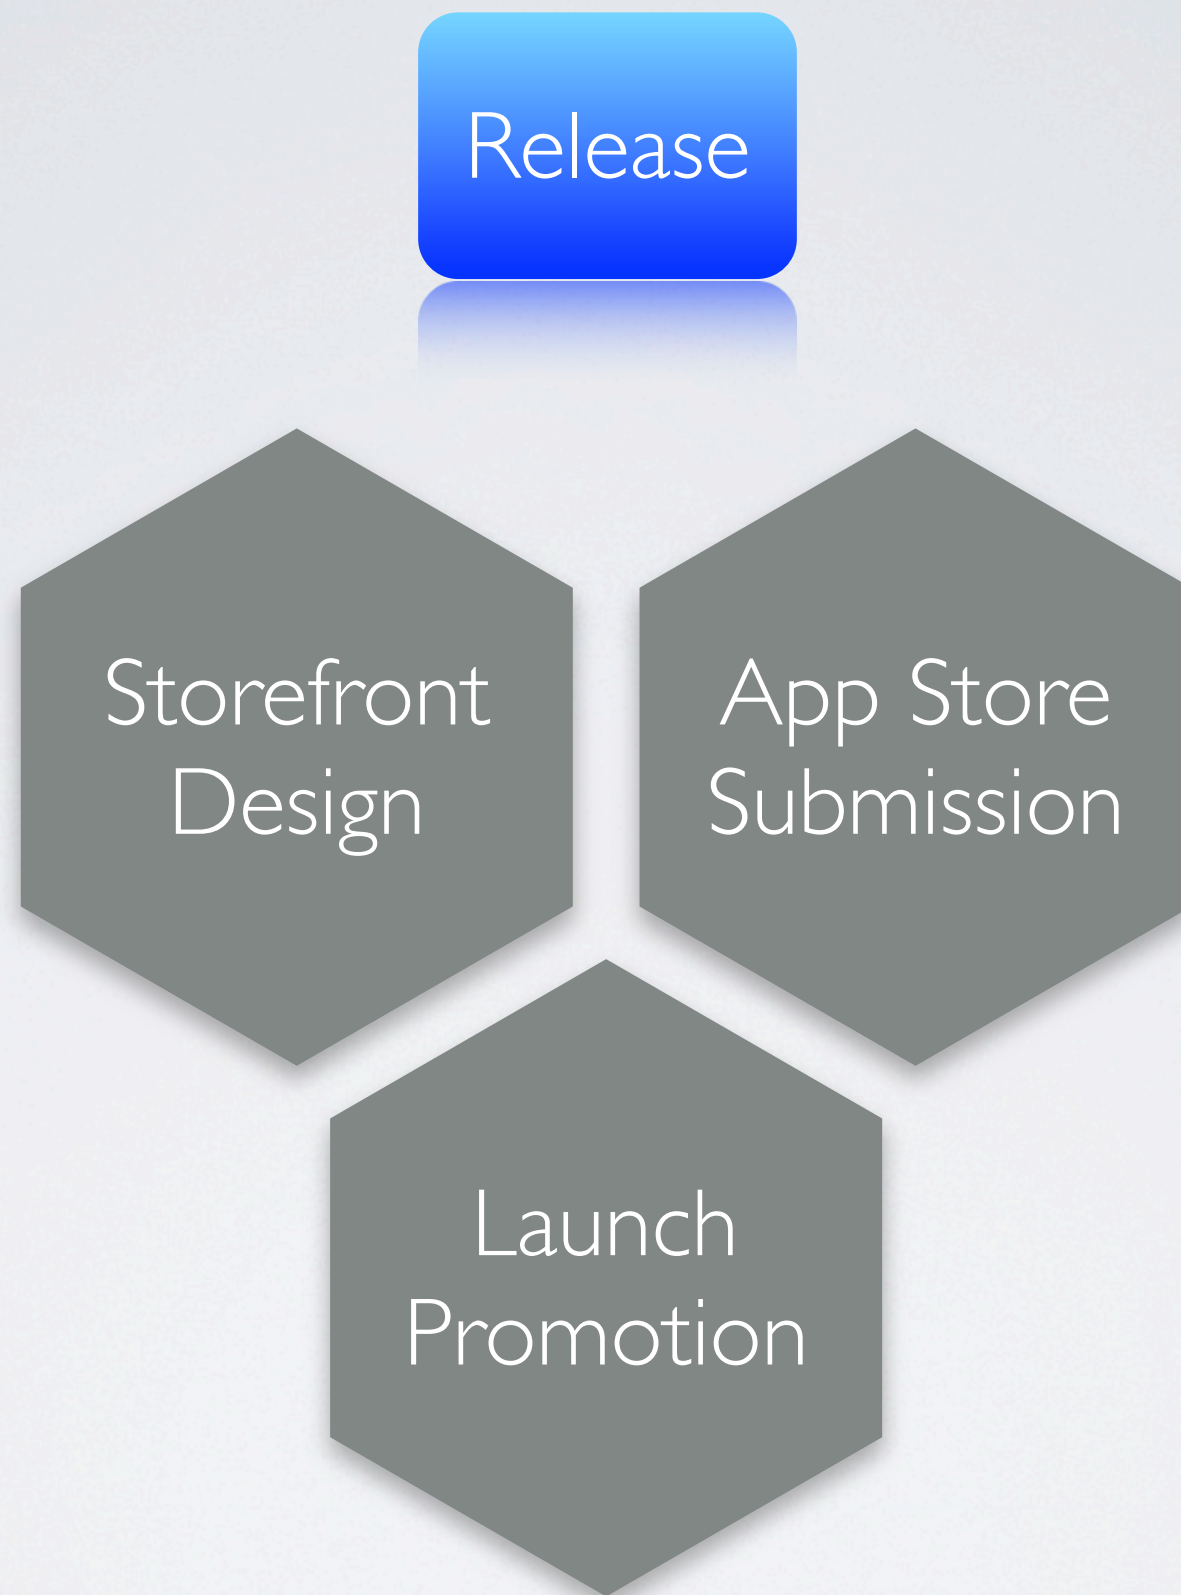 Release
Storefront
Design
App Store
Submission
Launch
Promotion